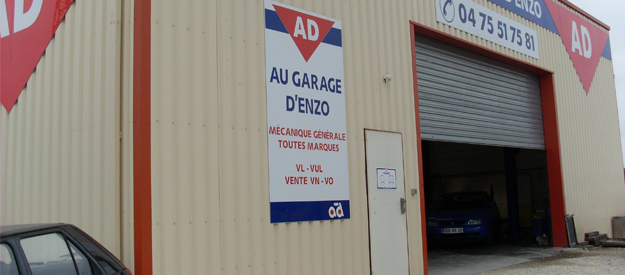 AD
AD
AU GARAGE
D'ENZO
MÉCANIQUE GÉNÉRALE
TOUTES MARQUES
VL - VUL
VENTE VN - VO
ad
D'ENZO
04 75 51 75 81
AD